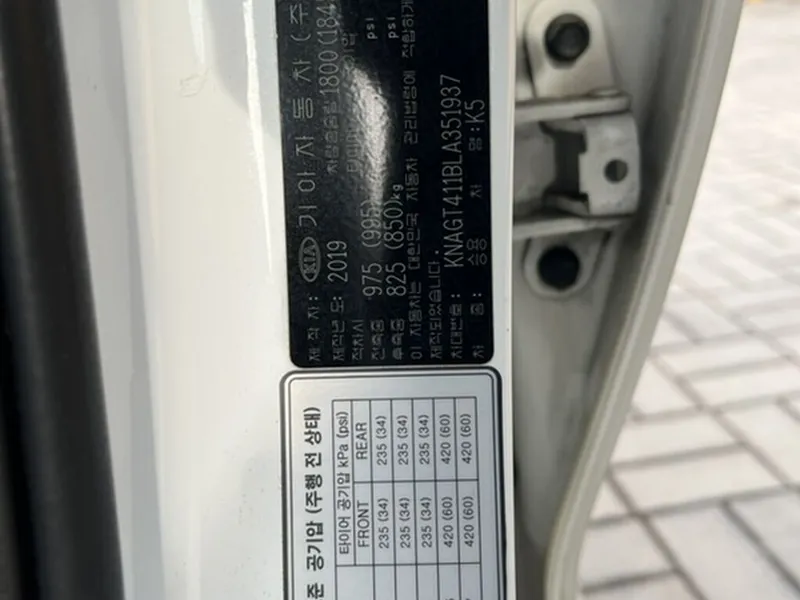 제 작 자: KIA 기 아 자 동 차 ( 주
제작년 도: 2019 차량총중량 1800 (184
적차시 psi
전축중 975 (995) psi
후축중 825 (850)kg
이 자동차는 대한민국 자동차 관리법령에 적합하게
제작되었습니다.
차대번호: KNAGT411BLA351937
차 종: 승용 차 명: K5
준 공기압 (주행 전 상태)
타이어 공기압 kPa (psi)
FRONT REAR
235 (34) 235 (34)
235 (34) 235 (34)
235 (34) 235 (34)
420 (60) 420 (60)
420 (60) 420 (60)